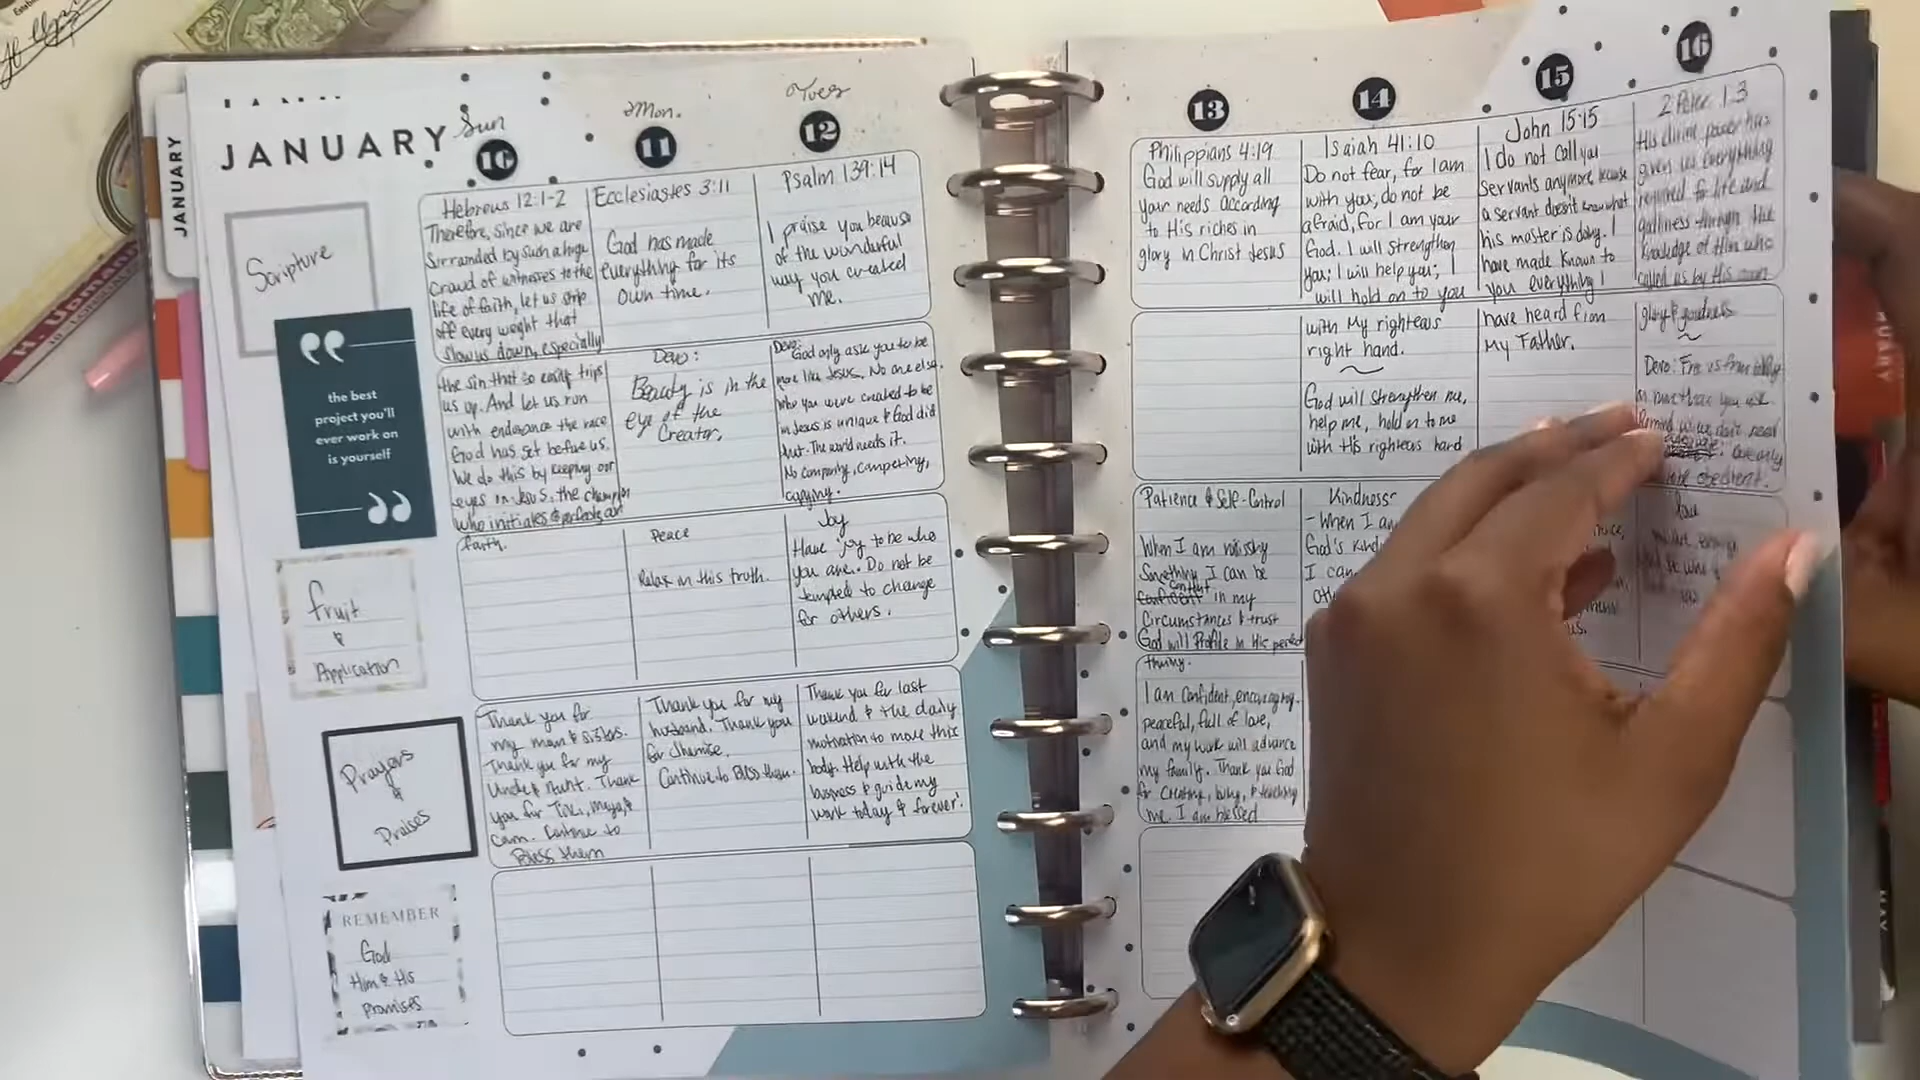 JANUARY
JANUARY
Sun
10
Mon.
11
Tues
12
Scripture
the best
project you'll
ever work on
is yourself
fruit
&
Application
Prayers
&
Praises
REMEMBER
God
Him & His
Promises
Hebrews 12:1-2
Therefore, since we are
surrounded by such a huge
crowd of witnesses to the
life of faith, let us strip
off every weight that
slows us down, especially
the sin that so easily trips
us up. And let us run
with endurance the race
God has set before us.
We do this by keeping our
eyes on Jesus, the champion
who initiates & perfects our
faith.
Thank you for
my mom & sisters.
Thank you for my
Uncle & Aunt. Thank
you for
Cam. Continue to
Bless them
Ecclesiastes 3:11
God has made
everything for its
own time.
Devo:
Beauty is in the
eye of the
Creator.
Peace
Relax in this truth.
Thank you for my
husband. Thank you
for
Continue to Bless them.
Psalm 139:14
I praise you because
of the wonderful
way you created
me.
Devo:
God only ask you to be
more like Jesus. No one else.
Who you were created to be
in Jesus is unique & God did
that. The world needs it.
No comparing, competing,
copying.
Joy
Have joy to be who
you are. Do not be
tempted to change
for others.
Thank you for last
weekend & the daily
motivation to move this
body. Help with the
business & guide my
work today & forever!
13
14
15
16
Philippians 4:19
God will supply all
your needs according
to His riches in
glory in Christ Jesus
Patience & Self-Control
When I am missing
Something I can be
content
confident in my
Circumstances & trust
God will in His perfect
timing.
I am confident, encouraging,
peaceful, full of love,
and my work will advance
my family. Thank you God
for creating, & teaching
me. I am blessed
Isaiah 41:10
Do not fear, for I am
with you; do not be
afraid, for I am your
God. I will strengthen
you; I will help you; I
will hold on to you
with My righteous
right hand.
God will strengthen me,
help me, hold on to me
with His righteous hand
Kindness
- When I am
God's
I can
John 15:15
I do not call you
servants anymore, because
a servant doesn't know what
his master is doing. I
have made known to
you everything I
have heard from
My Father.
us.
2 Peter 1:3
His divine power has
given us everything
required for life and
godliness through the
knowledge of Him who
called us by His own
glory & goodness
Devo:
obedient.
love